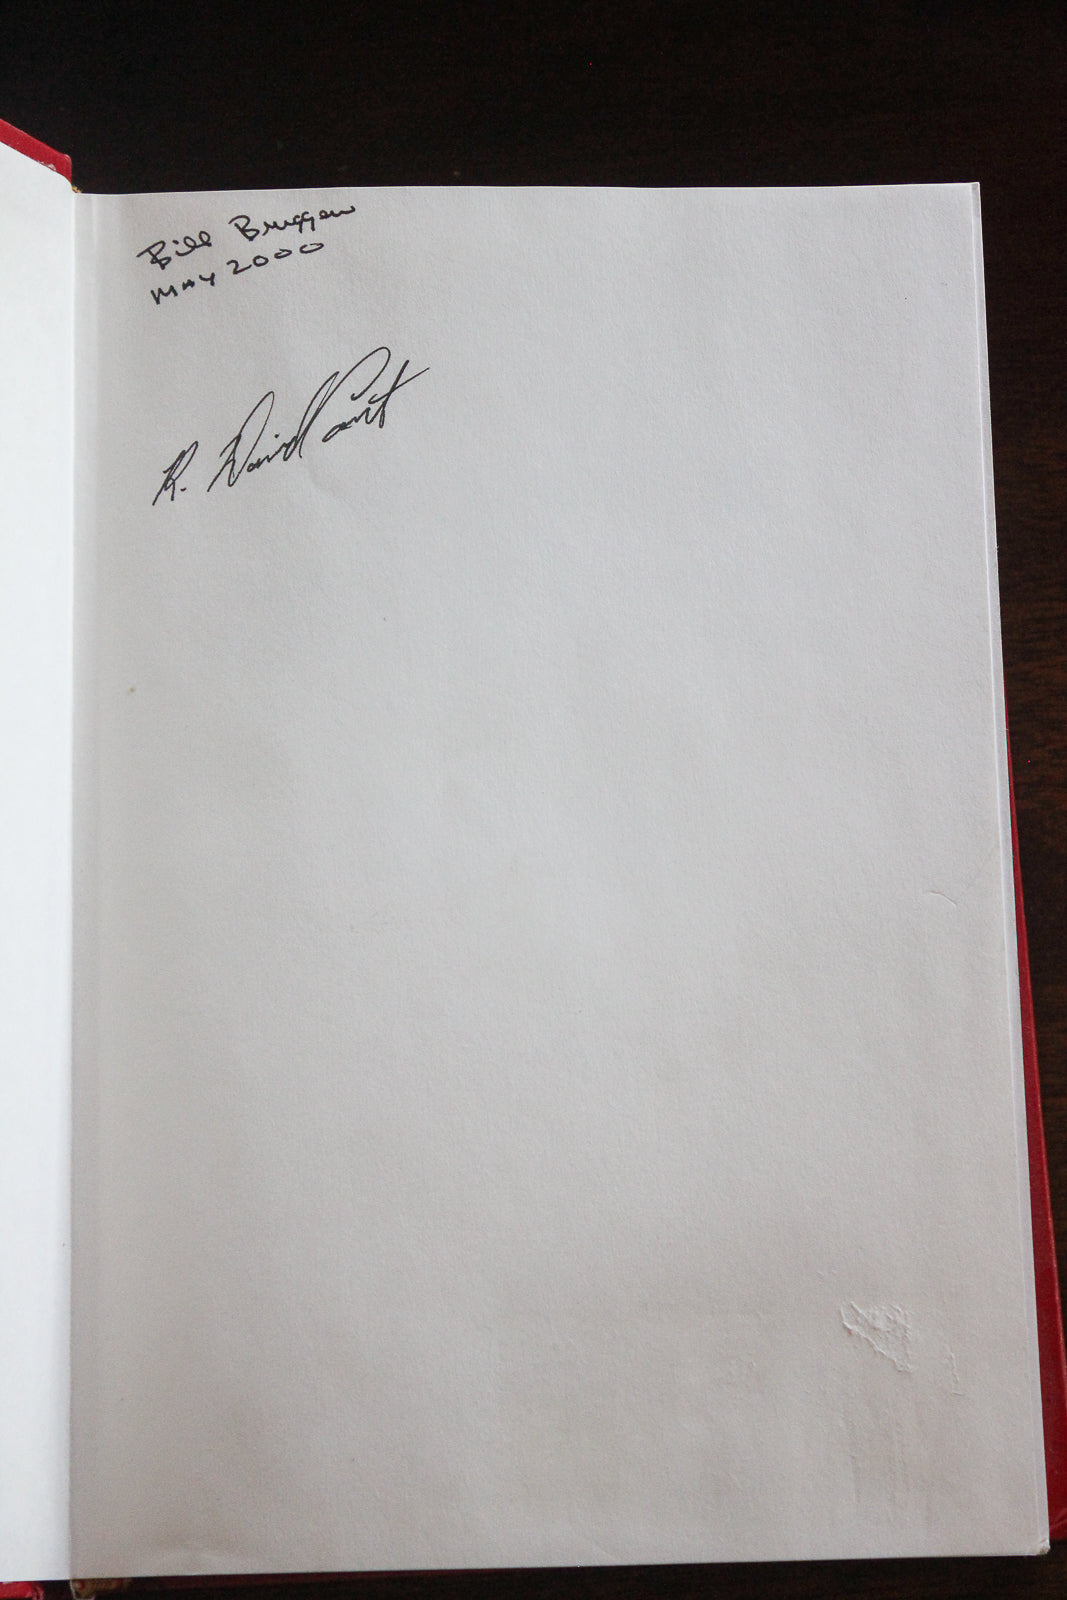 Bill Bruggen
MAY 2000
R. David